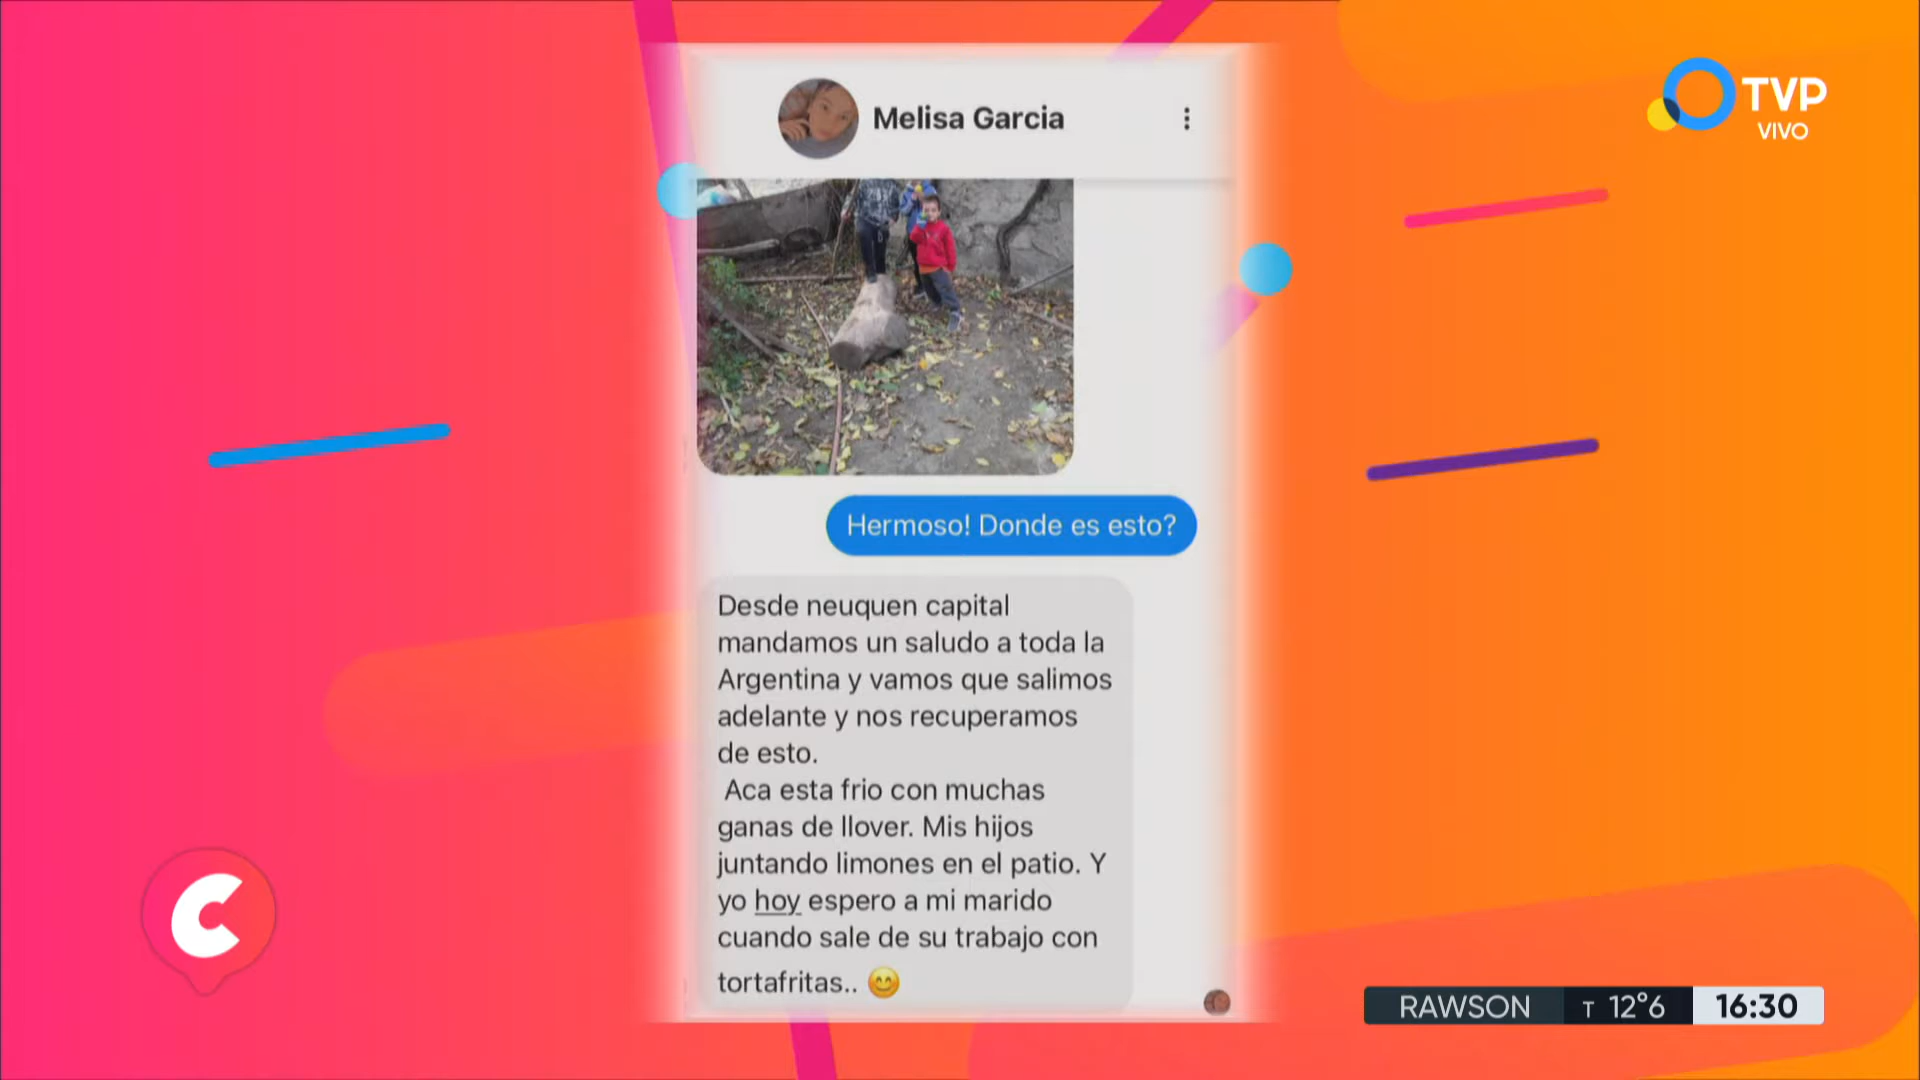 Melisa Garcia
TVP
VIVO
Hermoso! Donde es esto?
Desde neuquen capital
mandamos un saludo a toda la
Argentina y vamos que salimos
adelante y nos recuperamos
de esto.
Aca esta frio con muchas
ganas de llover. Mis hijos
juntando limones en el patio. Y
yo hoy espero a mi marido
cuando sale de su trabajo con
tortafritas.. 😊
C
RAWSON T 12°6 16:30